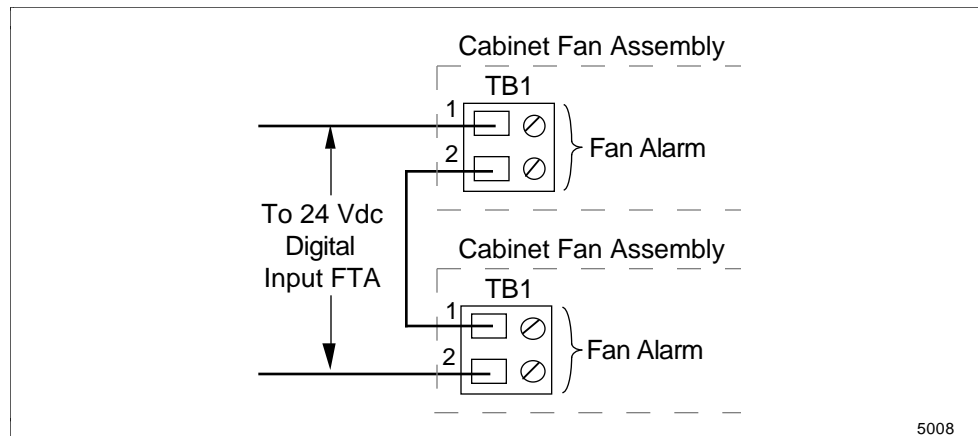 Cabinet Fan Assembly
TB1
1
2
Fan Alarm
To 24 Vdc
Digital
Input FTA
Cabinet Fan Assembly
TB1
1
2
Fan Alarm
5008